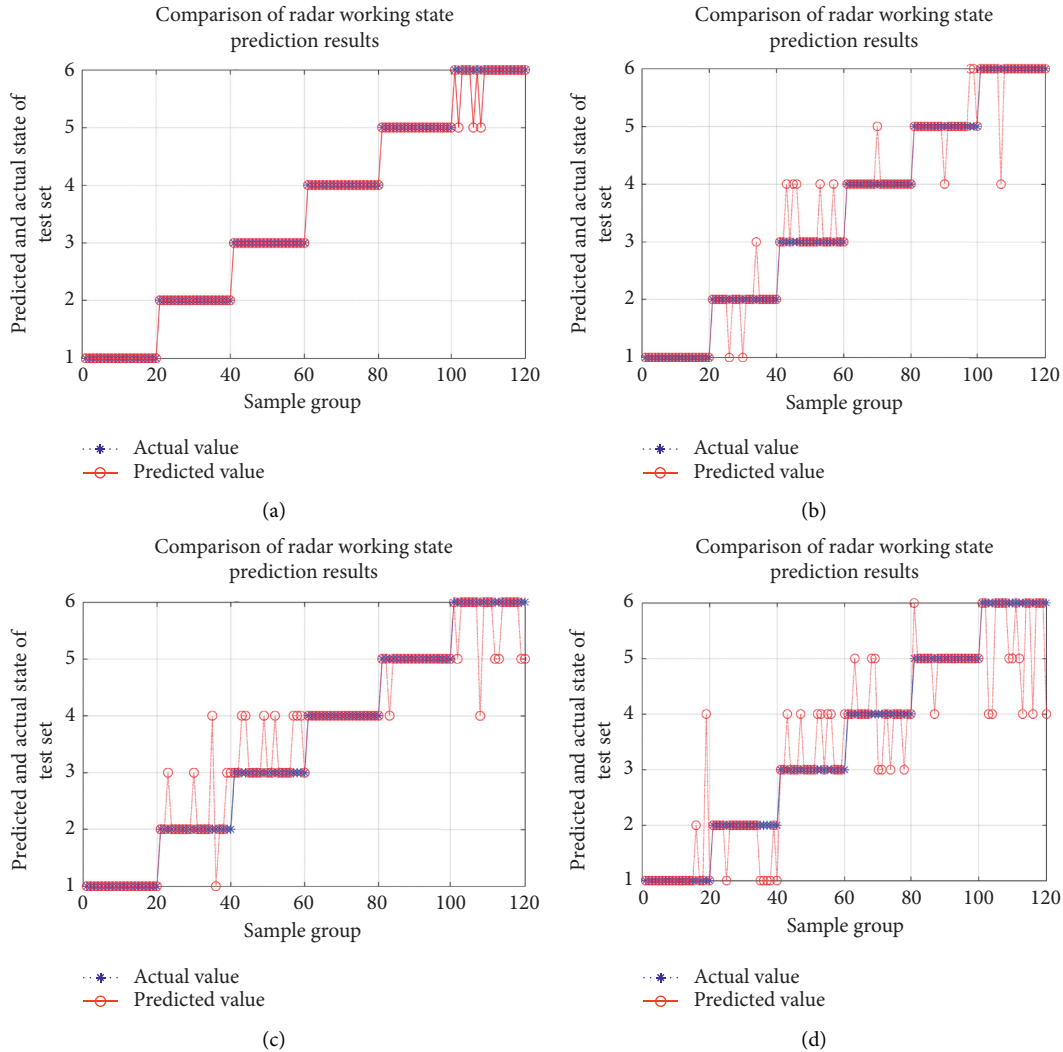 Comparison of radar working state
prediction results
Predicted and actual state of
test set
6
5
4
3
2
1
0
20
40
60
80
100
120
Sample group
Actual value
Predicted value
(a)
Comparison of radar working state
prediction results
Predicted and actual state of
test set
6
5
4
3
2
1
0
20
40
60
80
100
120
Sample group
Actual value
Predicted value
(b)
Comparison of radar working state
prediction results
Predicted and actual state of
test set
6
5
4
3
2
1
0
20
40
60
80
100
120
Sample group
Actual value
Predicted value
(c)
Comparison of radar working state
prediction results
Predicted and actual state of
test set
6
5
4
3
2
1
0
20
40
60
80
100
120
Sample group
Actual value
Predicted value
(d)